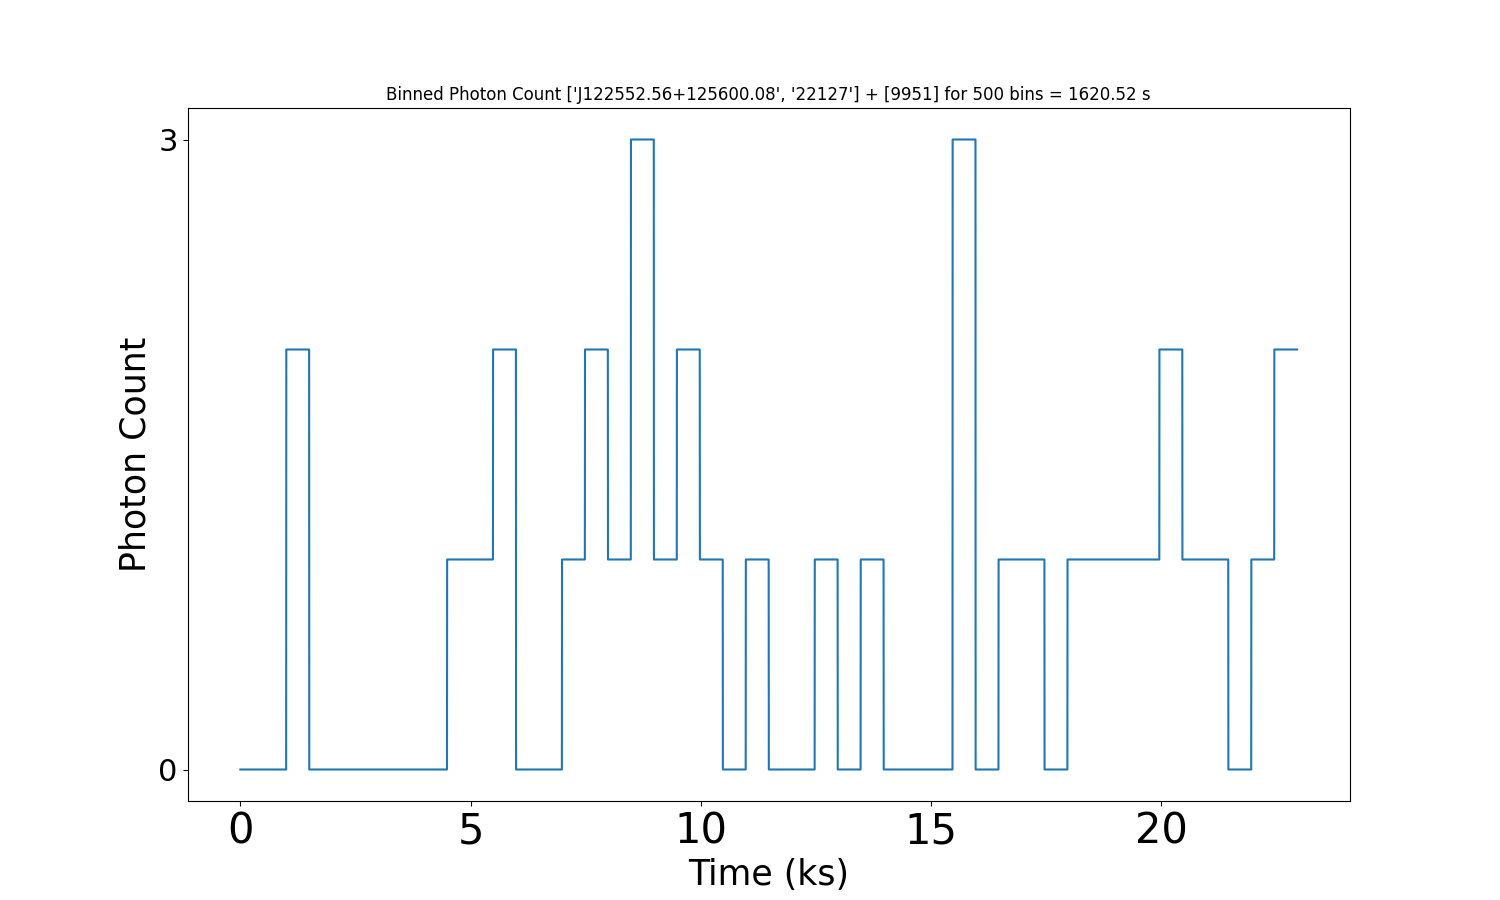 Binned Photon Count ['J122552.56+125600.08', '22127'] + [9951] for 500 bins = 1620.52 s
3
Photon Count
0
0 5 10 15 20
Time (ks)